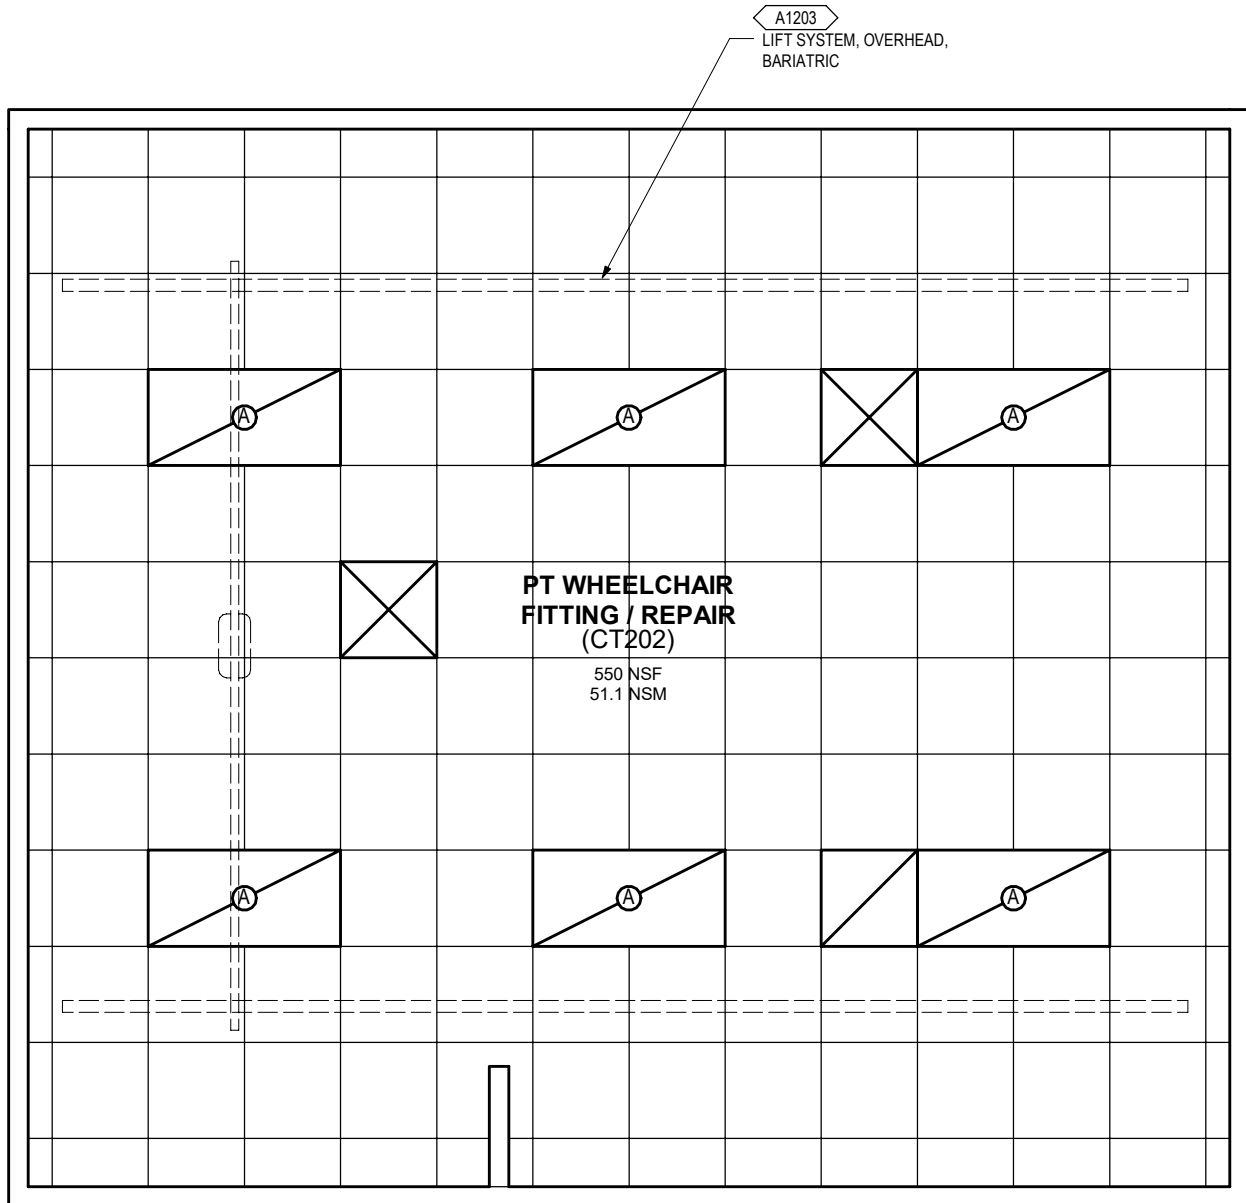 A1203
LIFT SYSTEM, OVERHEAD,
BARIATRIC
A
A
A
PT WHEELCHAIR
FITTING / REPAIR
(CT202)
550 NSF
51.1 NSM
A
A
A